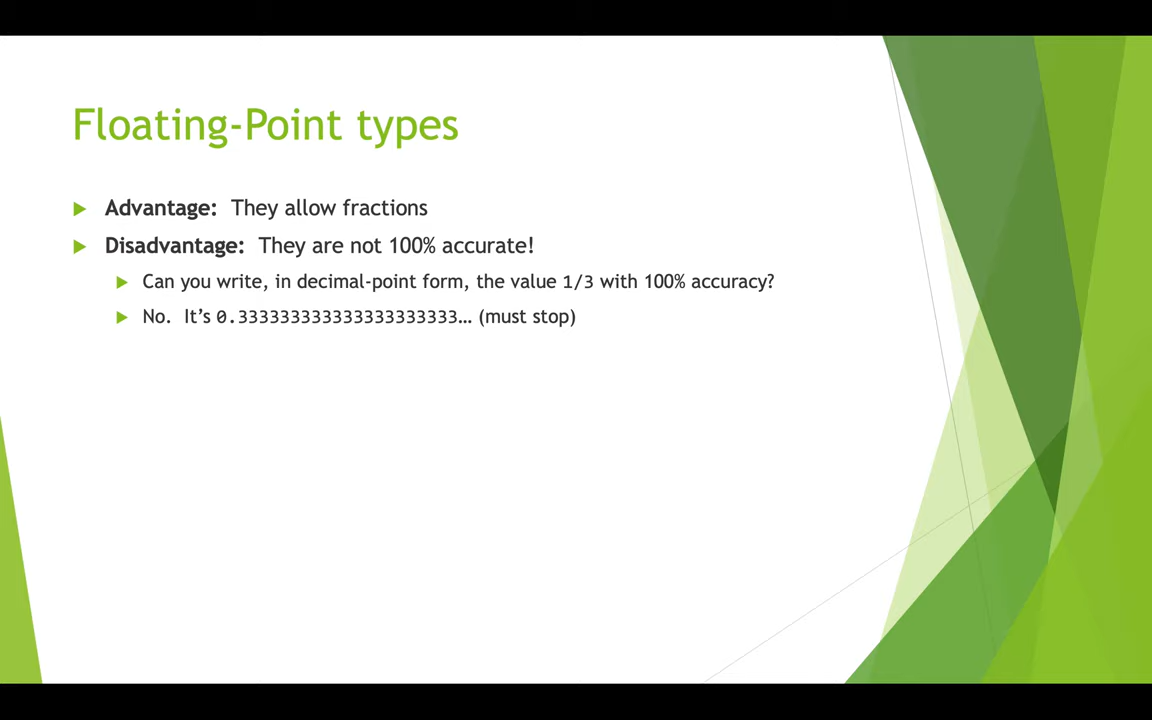 Floating-Point types
Advantage: They allow fractions
Disadvantage: They are not 100% accurate!
Can you write, in decimal-point form, the value 1/3 with 100% accuracy?
No. It’s 0.333333333333333333333… (must stop)